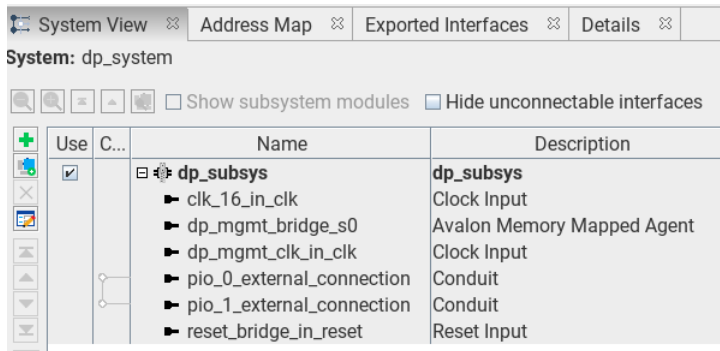 System View Address Map Exported Interfaces Details
System: dp_system
Show subsystem modules Hide unconnectable interfaces
Use C... Name Description
dp_subsys dp_subsys
clk_16_in_clk Clock Input
dp_mgmt_bridge_s0 Avalon Memory Mapped Agent
dp_mgmt_clk_in_clk Clock Input
pio_0_external_connection Conduit
pio_1_external_connection Conduit
reset_bridge_in_reset Reset Input